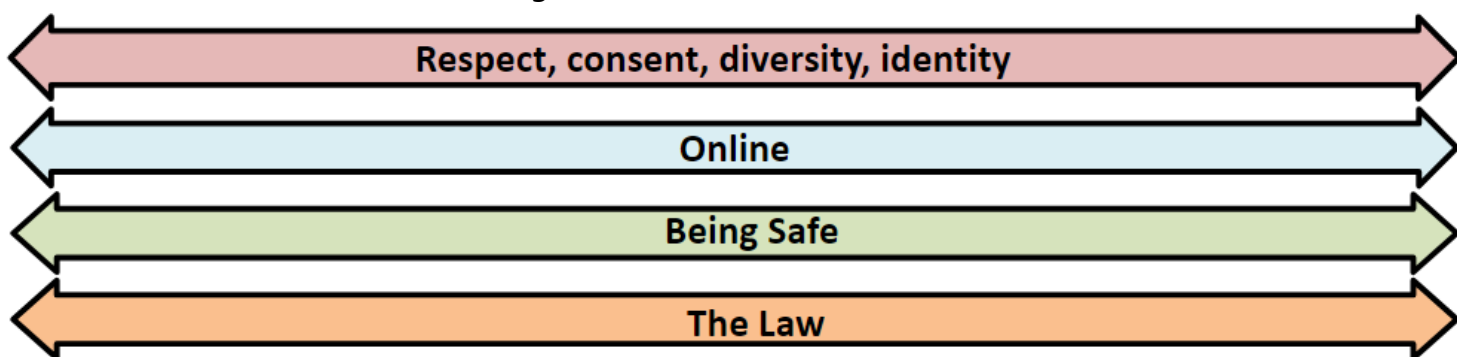 Respect, consent, diversity, identity
Online
Being Safe
The Law